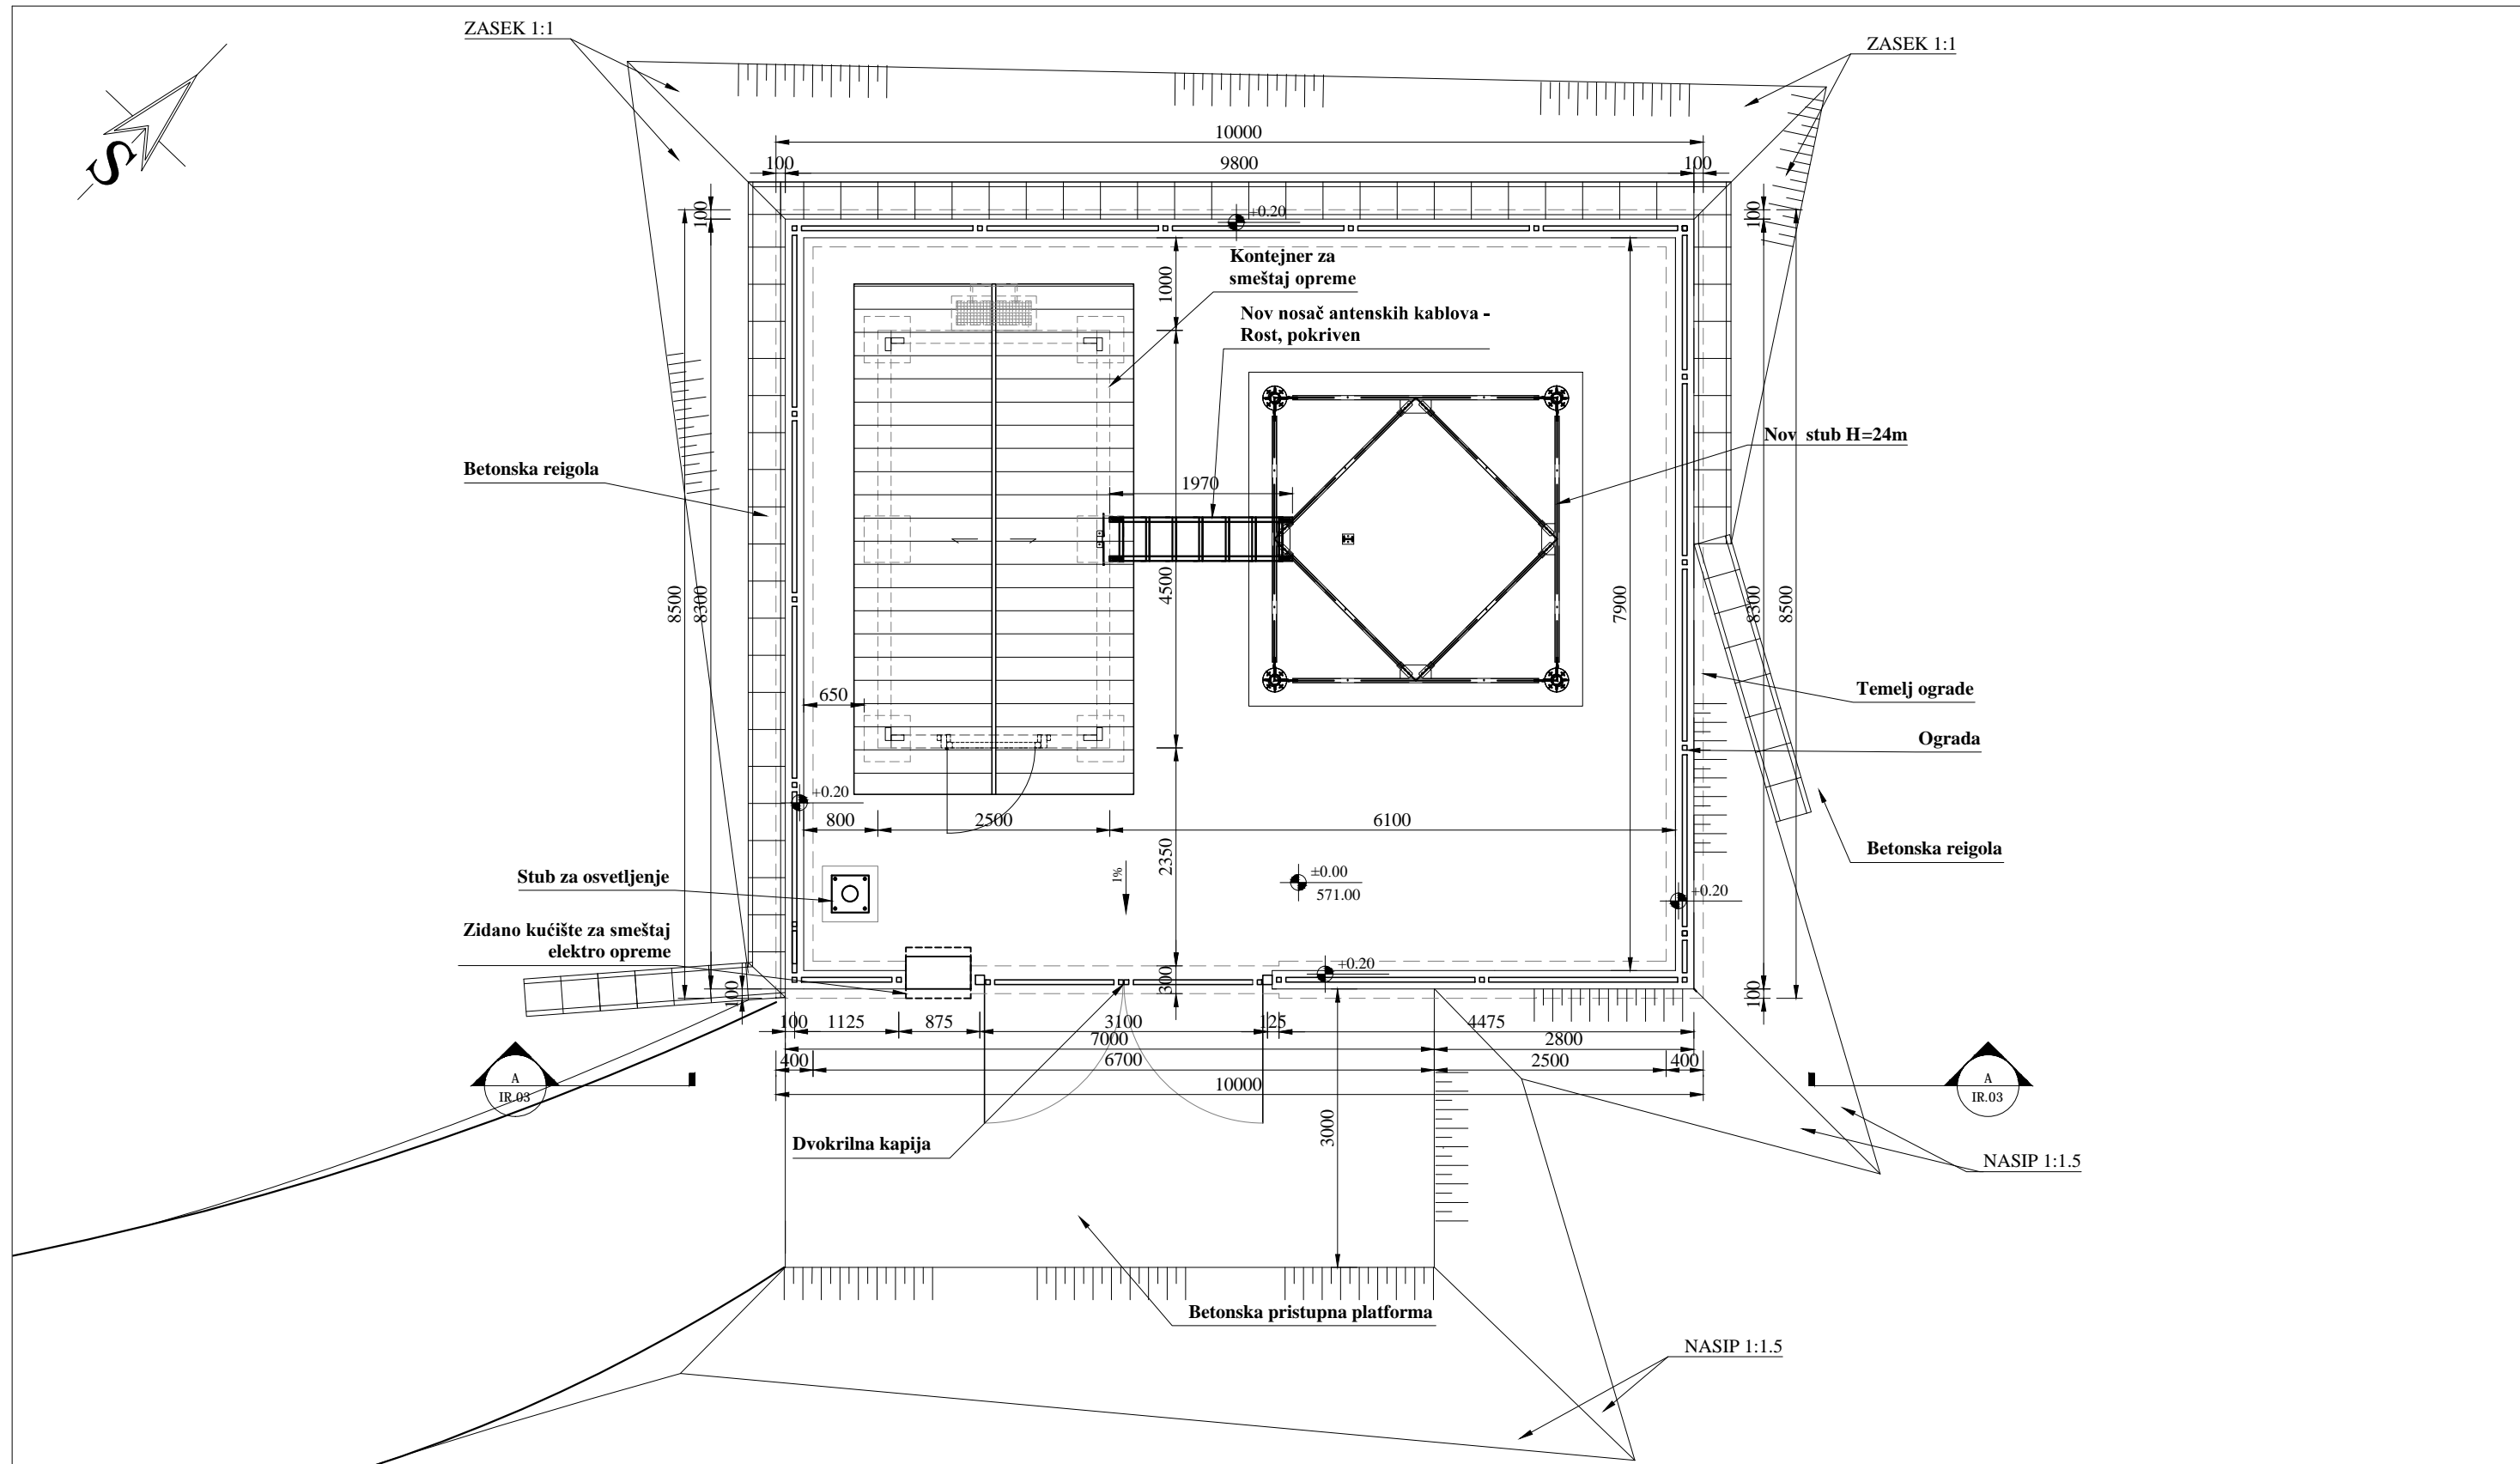 ZASEK 1:1
ZASEK 1:1
S
10000
100
9800
100
100
100
+0.20
Kontejner za
smeštaj opreme
1000
Nov nosač antenskih kablova -
Rost, pokriven
Nov stub H=24m
Betonska reigola
1970
4500
7900
8500
8300
8300
8500
650
Temelj ograde
Ograda
+0.20
800
2500
6100
2350
Betonska reigola
1%
±0.00
571.00
Stub za osvetljenje
+0.20
Zidano kućište za smeštaj
elektro opreme
+0.20
300
100
100
100
1125
875
3100
125
4475
7000
2800
400
6700
2500
400
10000
A
IR.03
A
IR.03
3000
Dvokrilna kapija
NASIP 1:1.5
Betonska pristupna platforma
NASIP 1:1.5